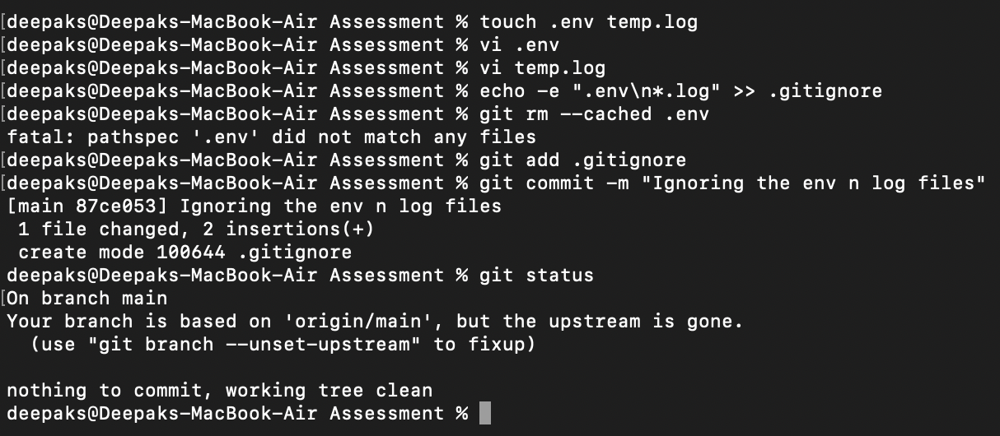 [deepaks@Deepaks-MacBook-Air Assessment % touch .env temp.log
[deepaks@Deepaks-MacBook-Air Assessment % vi .env
[deepaks@Deepaks-MacBook-Air Assessment % vi temp.log
[deepaks@Deepaks-MacBook-Air Assessment % echo -e ".env\n*.log" >> .gitignore
[deepaks@Deepaks-MacBook-Air Assessment % git rm --cached .env
fatal: pathspec '.env' did not match any files
[deepaks@Deepaks-MacBook-Air Assessment % git add .gitignore
[deepaks@Deepaks-MacBook-Air Assessment % git commit -m "Ignoring the env n log files"
[main 87ce053] Ignoring the env n log files
 1 file changed, 2 insertions(+)
 create mode 100644 .gitignore
deepaks@Deepaks-MacBook-Air Assessment % git status
[On branch main
Your branch is based on 'origin/main', but the upstream is gone.
  (use "git branch --unset-upstream" to fixup)

nothing to commit, working tree clean
deepaks@Deepaks-MacBook-Air Assessment %